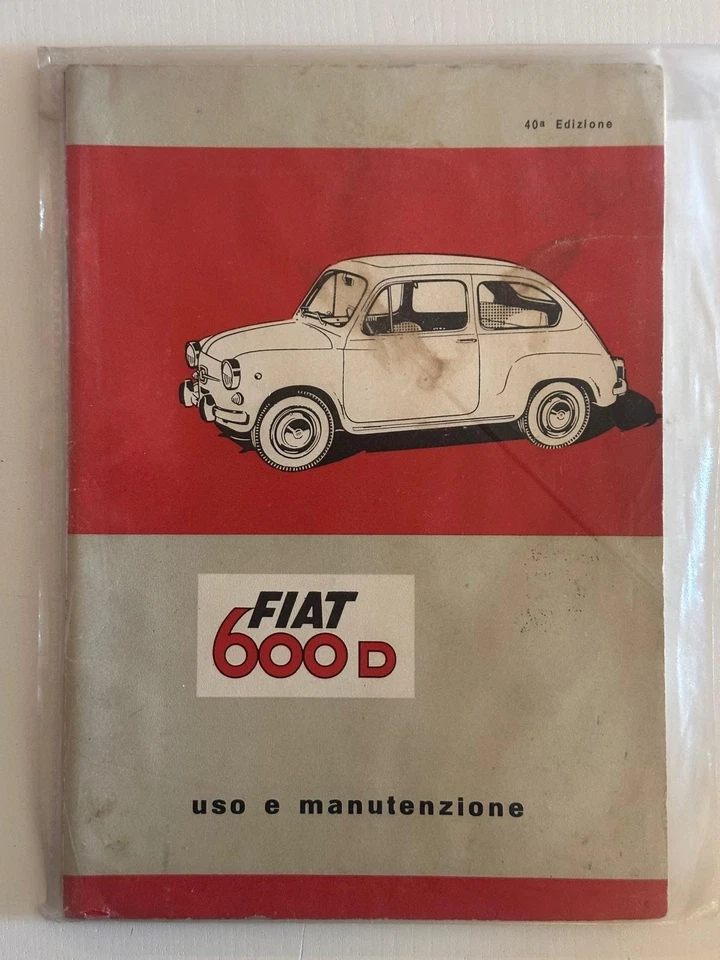 40ª Edizione
FIAT
600 D
uso e manutenzione